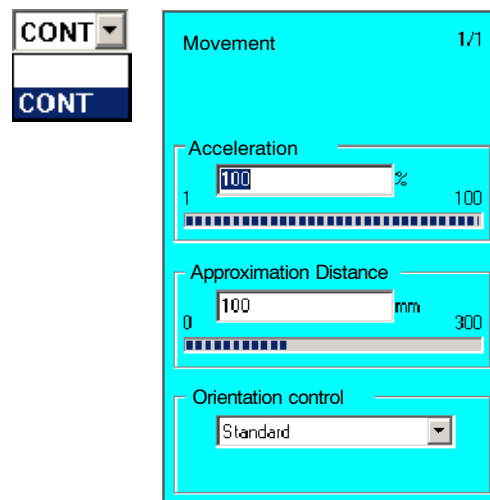 CONT
CONT
Movement 1/1
Acceleration
100 %
1 100
Approximation Distance
100 mm
0 300
Orientation control
Standard